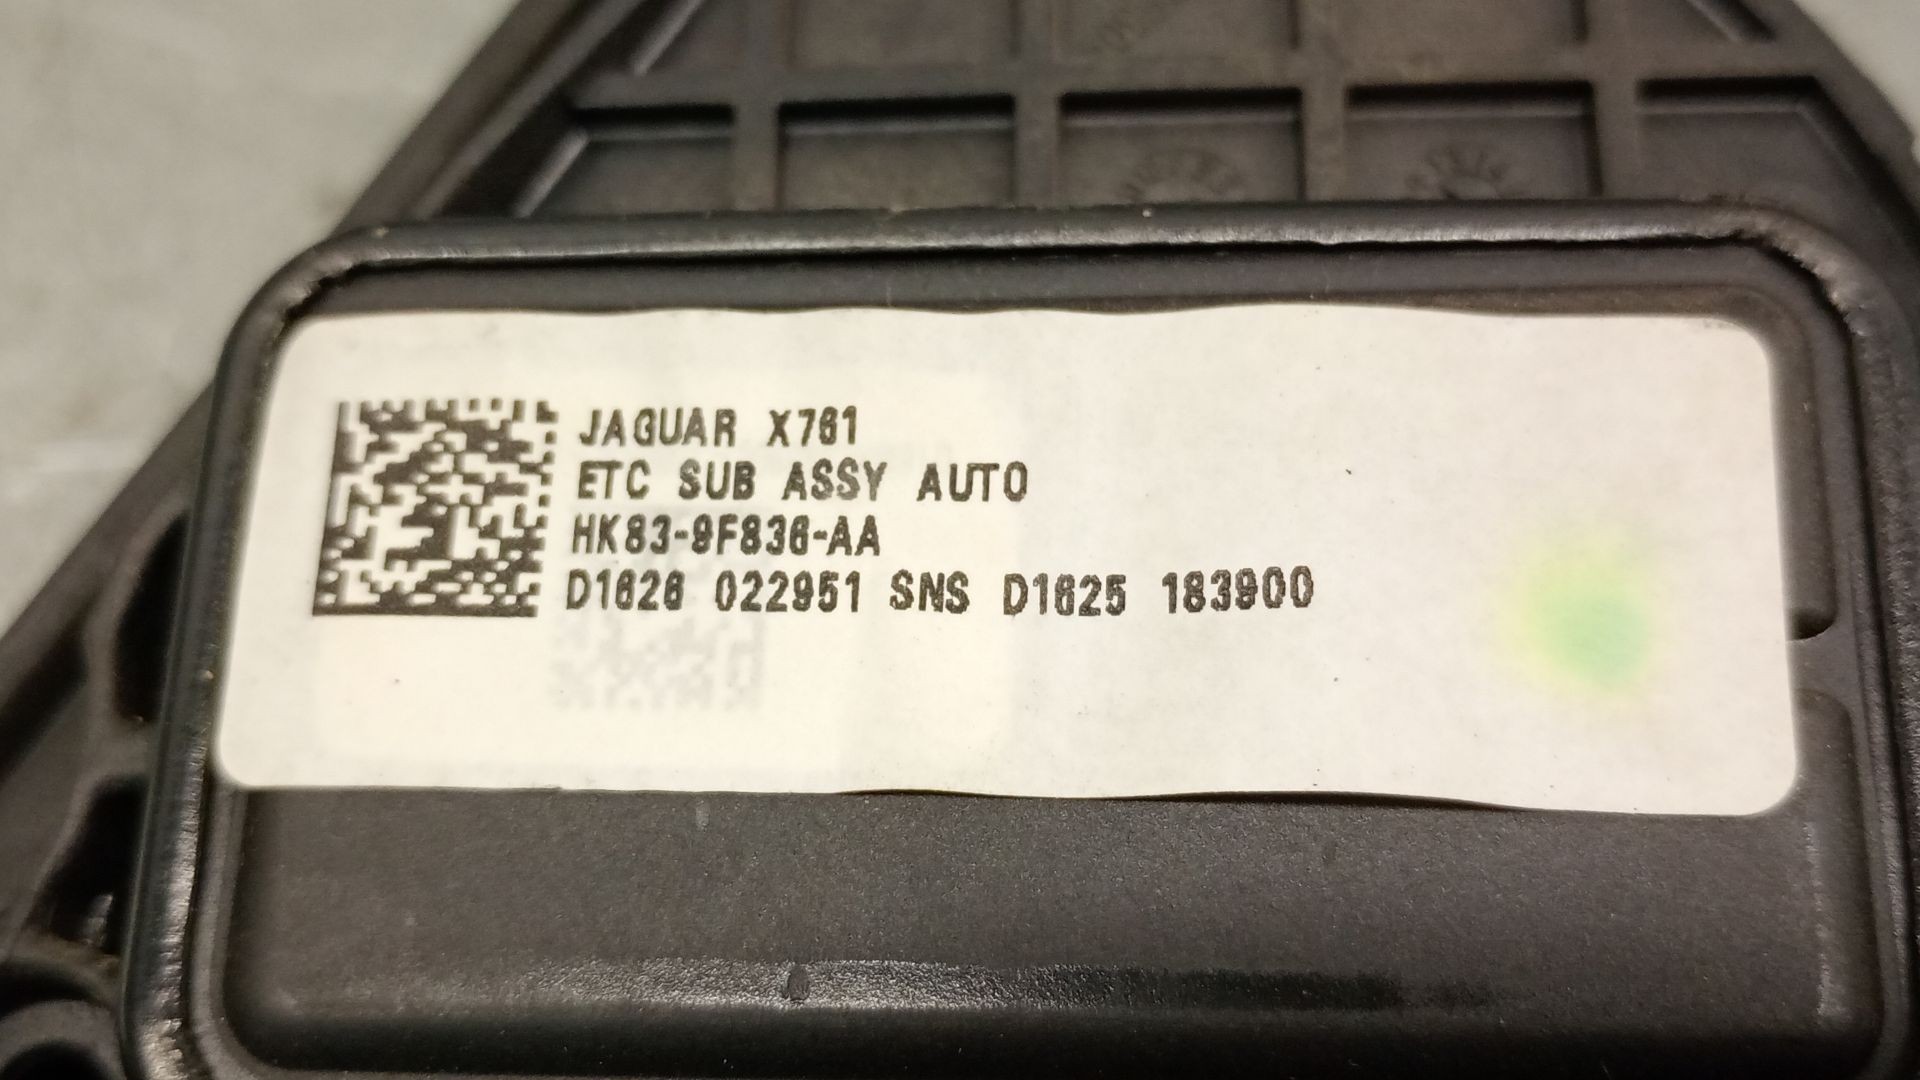 JAGUAR X761
ETC SUB ASSY AUTO
HK83-9F836-AA
D1626 022951 SNS D1625 183900